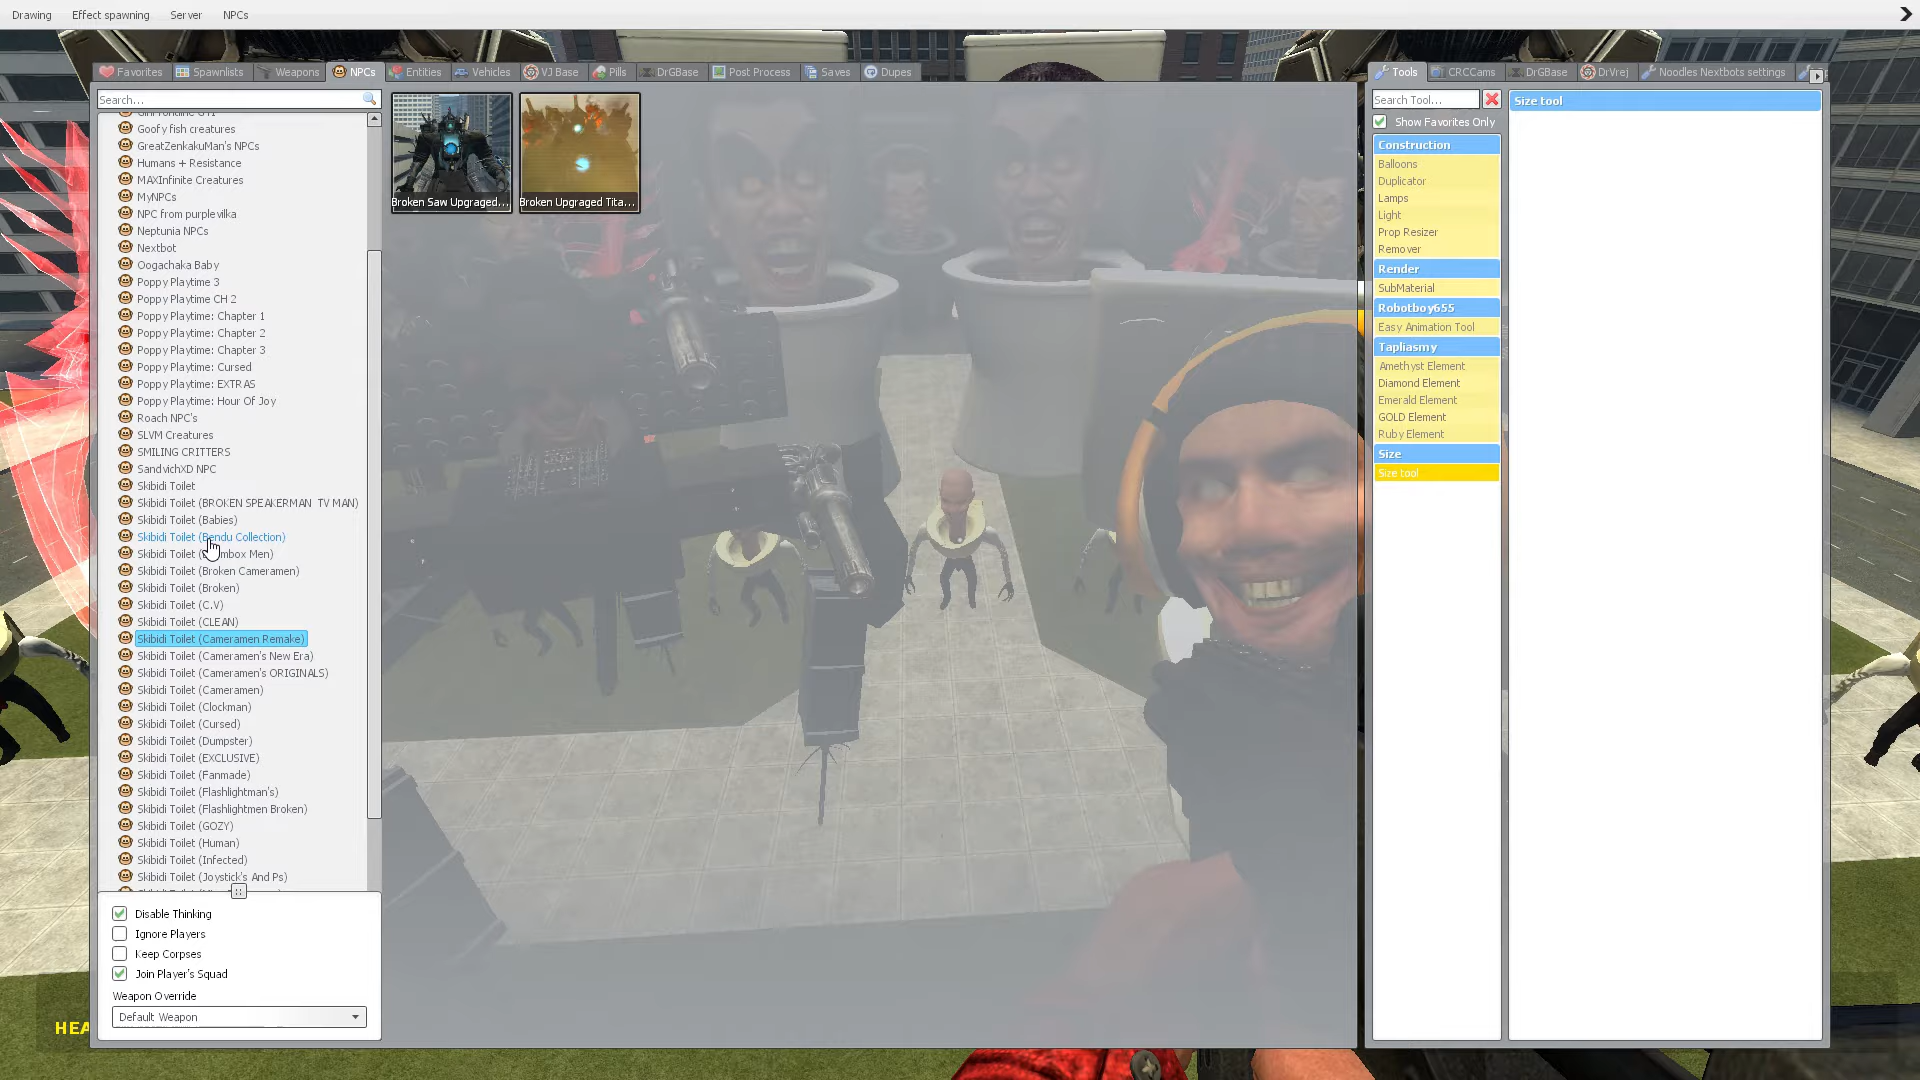 Drawing Effect spawning Server NPCs
Favorites Spawnlists Weapons NPCs Entities Vehicles VJ Base Pills DrGBase Post Process Saves Dupes
Tools CRCCams DrGBase DrVrej Noodles Nextbots settings
Search...
Goofy fish creatures
GreatZenkakuMan's NPCs
Humans + Resistance
MAXInfinite Creatures
MyNPCs
NPC from purplevilka
Neptunia NPCs
Nextbot
Oogachaka Baby
Poppy Playtime 3
Poppy Playtime CH 2
Poppy Playtime: Chapter 1
Poppy Playtime: Chapter 2
Poppy Playtime: Chapter 3
Poppy Playtime: Cursed
Poppy Playtime: EXTRAS
Poppy Playtime: Hour Of Joy
Roach NPC's
SLVM Creatures
SMILING CRITTERS
SandvichXD NPC
Skibidi Toilet
Skibidi Toilet (BROKEN SPEAKERMAN TV MAN)
Skibidi Toilet (Babies)
Skibidi Toilet (Bendu Collection)
Skibidi Toilet Men)
Skibidi Toilet (Broken Cameramen)
Skibidi Toilet (Broken)
Skibidi Toilet (C.V)
Skibidi Toilet (CLEAN)
Skibidi Toilet (Cameramen Remake)
Skibidi Toilet (Cameramen's New Era)
Skibidi Toilet (Cameramen's ORIGINALS)
Skibidi Toilet (Cameramen)
Skibidi Toilet (Clockman)
Skibidi Toilet (Cursed)
Skibidi Toilet (Dumpster)
Skibidi Toilet (EXCLUSIVE)
Skibidi Toilet (Fanmade)
Skibidi Toilet (Flashlightman's)
Skibidi Toilet (Flashlightmen Broken)
Skibidi Toilet (GOZY)
Skibidi Toilet (Human)
Skibidi Toilet (Infected)
Skibidi Toilet (Joystick's And Ps)
Disable Thinking
Ignore Players
Keep Corpses
Join Player's Squad
Weapon Override
Default Weapon
HEA
Broken Saw Upgraged...
Broken Upgraged Tita...
Search Tool...
Show Favorites Only
Construction
Balloons
Duplicator
Lamps
Light
Prop Resizer
Remover
Render
SubMaterial
Robotboy655
Easy Animation Tool
Tapliasmy
Amethyst Element
Diamond Element
Emerald Element
GOLD Element
Ruby Element
Size
Size tool
Size tool